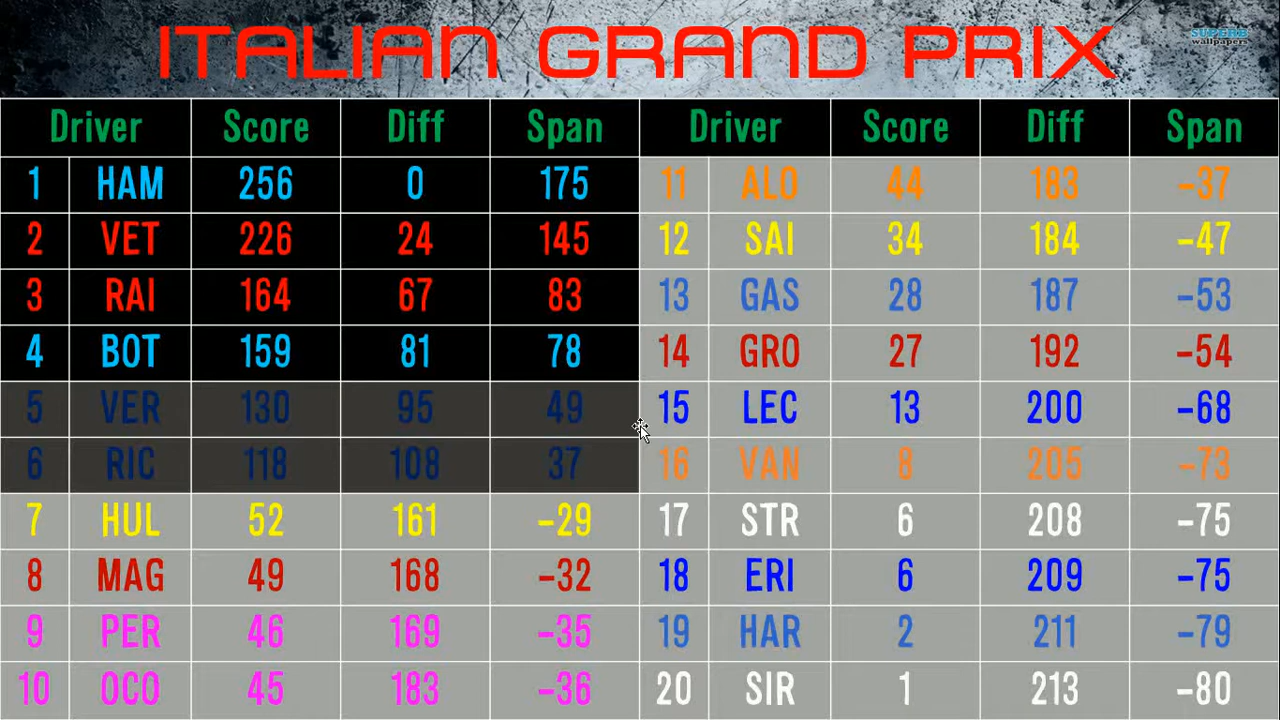 ITALIAN GRAND PRIX
SUPERB
wallpapers
Driver Score Diff Span Driver Score Diff Span
1 HAM 256 0 175 11 ALO 44 183 -37
2 VET 226 24 145 12 SAI 34 184 -47
3 RAI 164 67 83 13 GAS 28 187 -53
4 BOT 159 81 78 14 GRO 27 192 -54
5 VER 130 95 49 15 LEC 13 200 -68
6 RIC 118 108 37 16 VAN 8 205 -73
7 HUL 52 161 -29 17 STR 6 208 -75
8 MAG 49 168 -32 18 ERI 6 209 -75
9 PER 46 169 -35 19 HAR 2 211 -79
10 OCO 45 183 -36 20 SIR 1 213 -80